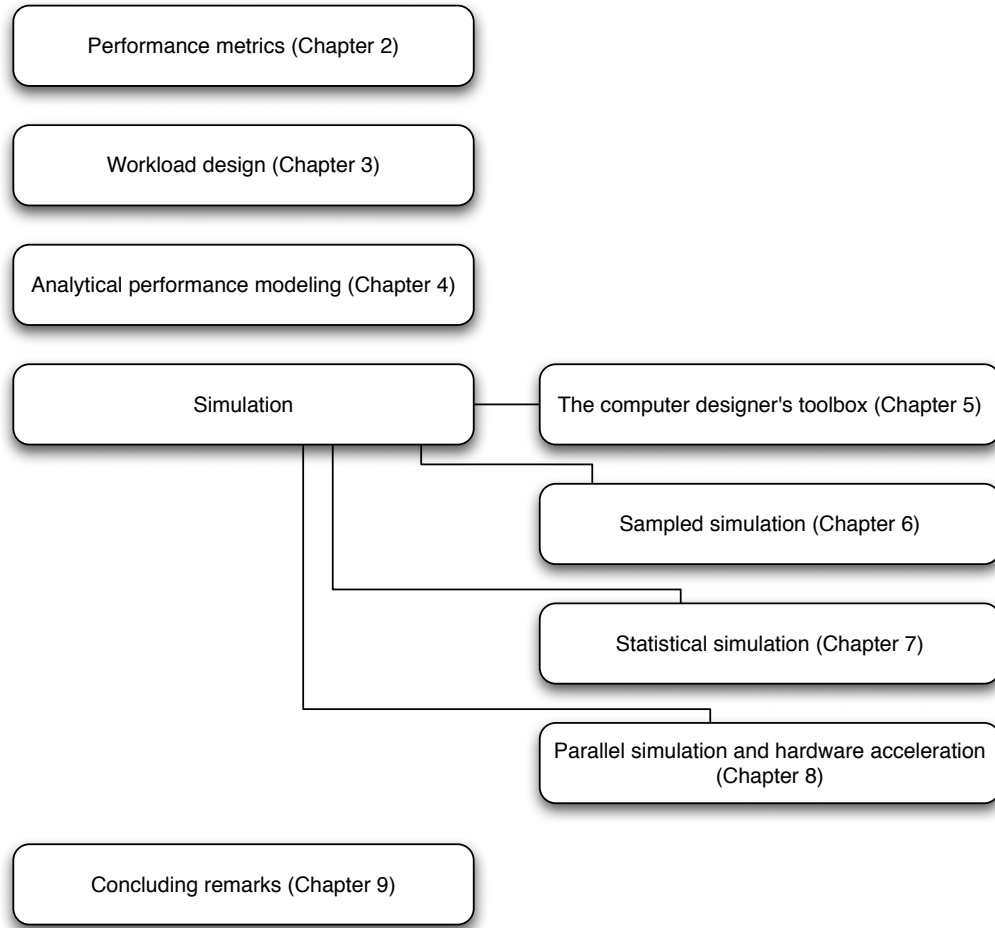 Performance metrics (Chapter 2)
Workload design (Chapter 3)
Analytical performance modeling (Chapter 4)
Simulation
The computer designer's toolbox (Chapter 5)
Sampled simulation (Chapter 6)
Statistical simulation (Chapter 7)
Parallel simulation and hardware acceleration
(Chapter 8)
Concluding remarks (Chapter 9)